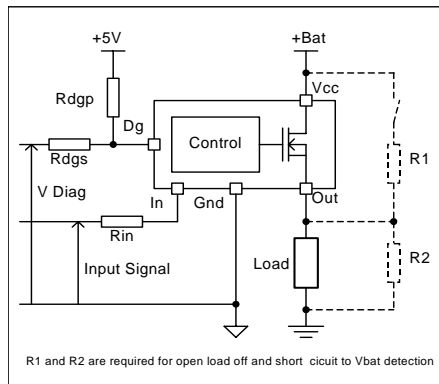 +5V
+Bat
Rdgp
Vcc
Dg
Control
R1
Rdgs
V Diag
In
Gnd
Out
Rin
Input Signal
Load
R2
R1 and R2 are required for open load off and short cicuit to Vbat detection